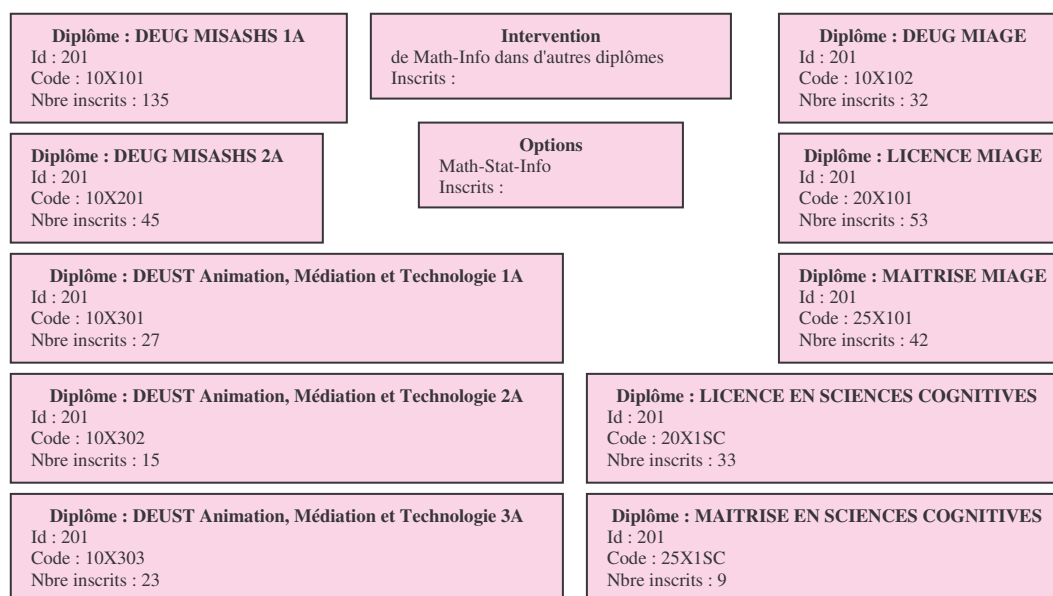 Diplôme : DEUG MISASHS 1A
Id : 201
Code : 10X101
Nbre inscrits : 135
Intervention
de Math-Info dans d'autres diplômes
Inscrits :
Diplôme : DEUG MIAGE
Id : 201
Code : 10X102
Nbre inscrits : 32
Diplôme : DEUG MISASHS 2A
Id : 201
Code : 10X201
Nbre inscrits : 45
Options
Math-Stat-Info
Inscrits :
Diplôme : LICENCE MIAGE
Id : 201
Code : 20X101
Nbre inscrits : 53
Diplôme : DEUST Animation, Médiation et Technologie 1A
Id : 201
Code : 10X301
Nbre inscrits : 27
Diplôme : MAITRISE MIAGE
Id : 201
Code : 25X101
Nbre inscrits : 42
Diplôme : DEUST Animation, Médiation et Technologie 2A
Id : 201
Code : 10X302
Nbre inscrits : 15
Diplôme : LICENCE EN SCIENCES COGNITIVES
Id : 201
Code : 20X1SC
Nbre inscrits : 33
Diplôme : DEUST Animation, Médiation et Technologie 3A
Id : 201
Code : 10X303
Nbre inscrits : 23
Diplôme : MAITRISE EN SCIENCES COGNITIVES
Id : 201
Code : 25X1SC
Nbre inscrits : 9